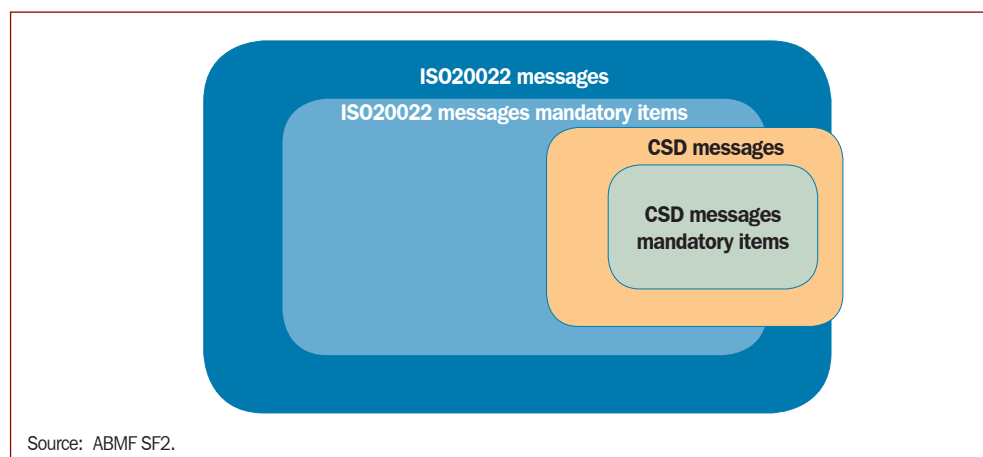 ISO20022 messages
ISO20022 messages mandatory items
CSD messages
CSD messages
mandatory items
Source: ABMF SF2.